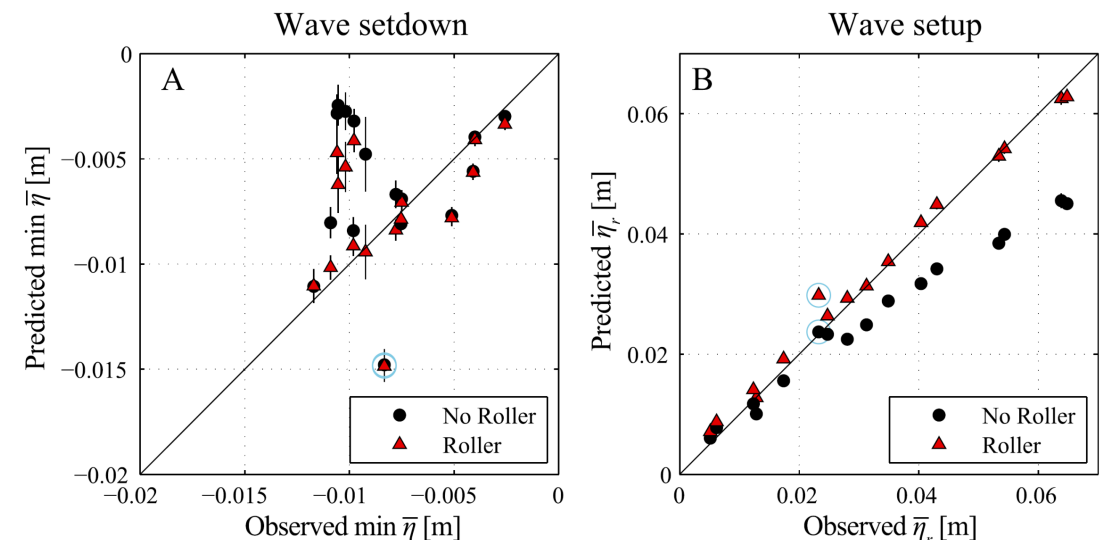 Wave setdown
Wave setup
A
0
−0.005
−0.01
−0.015
−0.02
−0.02
−0.015
−0.01
−0.005
0
Predicted min η̅ [m]
Observed min η̅ [m]
No Roller
Roller
B
0.06
0.04
0.02
0
0
0.02
0.04
0.06
Predicted η̅ᵣ [m]
Observed η̅ᵣ [m]
No Roller
Roller